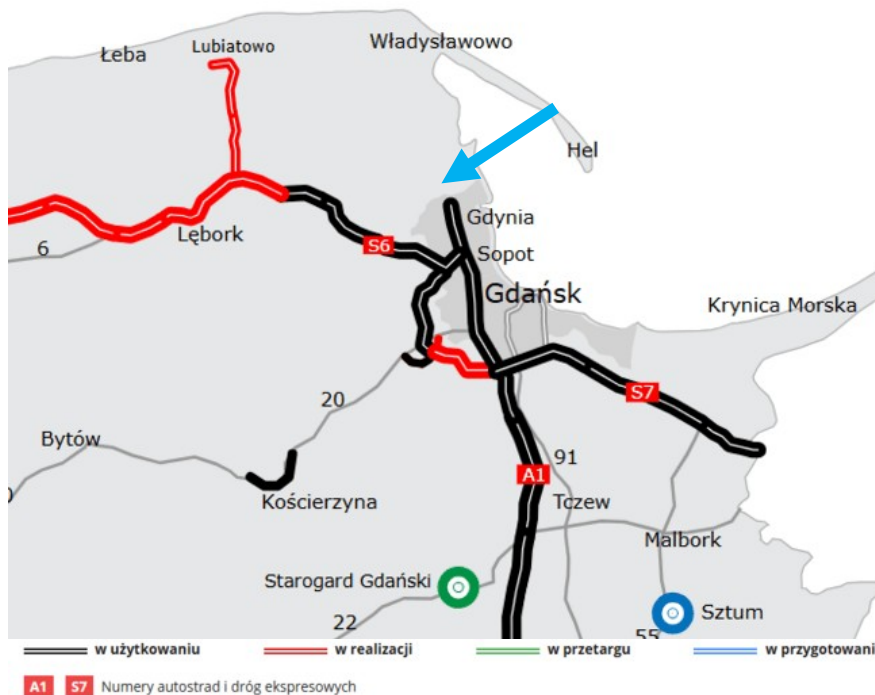 Łeba
Lubiatowo
Władysławowo
Hel
Gdynia
S6
Sopot
6
Lębork
Gdańsk
Krynica Morska
20
S7
Bytów
91
A1
Kościerzyna
Tczew
Malbork
Starogard Gdański
Sztum
22
55
w użytkowaniu
w realizacji
w przetargu
w przygotowani
A1 S7 Numery autostrad i dróg ekspresowych